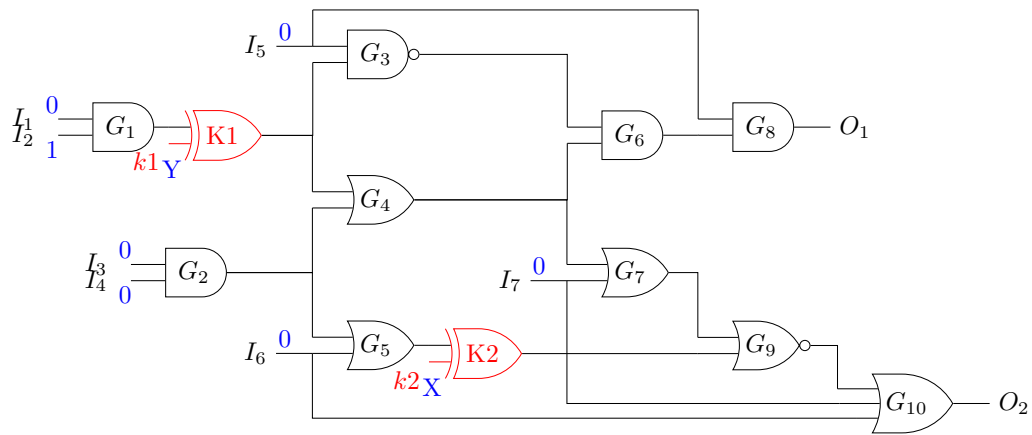 I₅ 0
G₃
I₁ 0
I₂ 1
G₁
K1
k1 Y
G₆
G₈
O₁
G₄
I₃ 0
I₄ 0
G₂
I₇ 0
G₇
I₆ 0
G₅
K2
k2 X
G₉
G₁₀
O₂